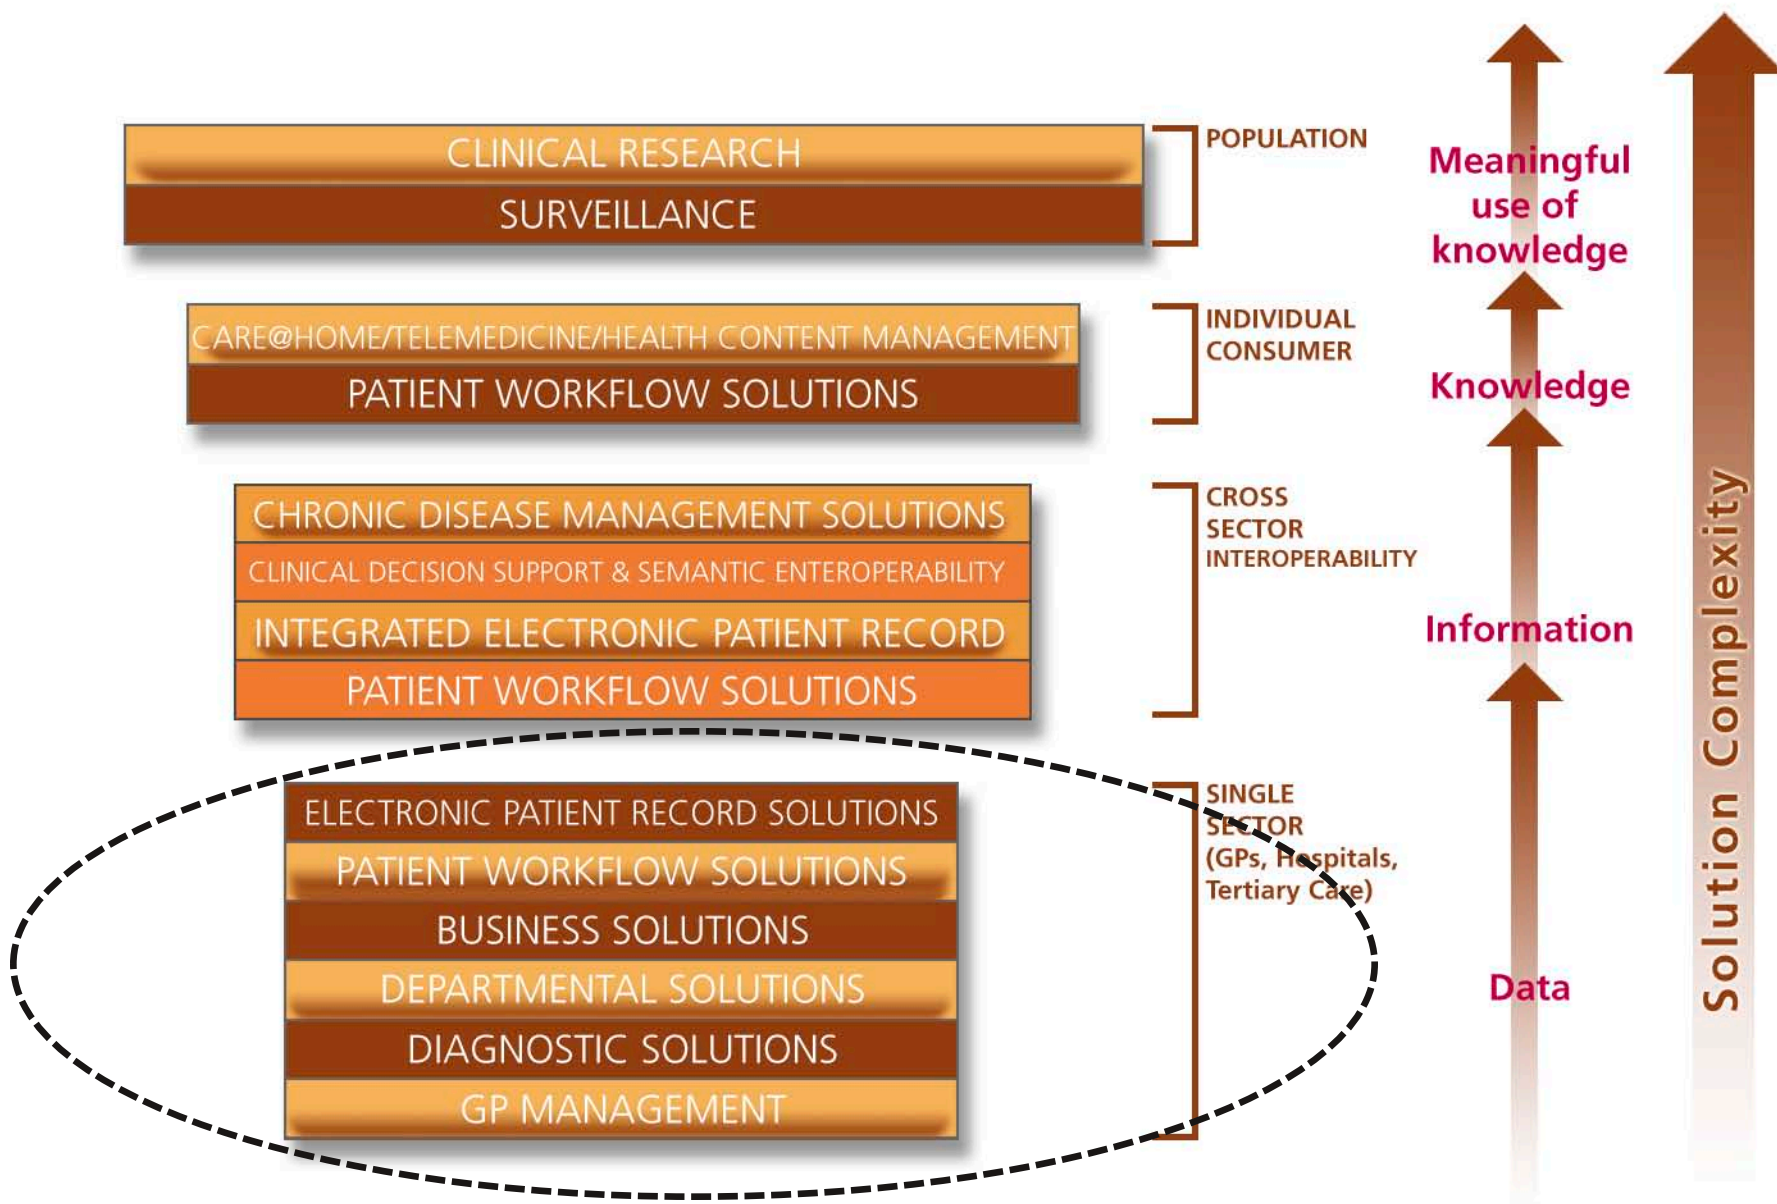 CLINICAL RESEARCH
SURVEILLANCE
POPULATION
CARE@HOME/TELEMEDICINE/HEALTH CONTENT MANAGEMENT
PATIENT WORKFLOW SOLUTIONS
INDIVIDUAL
CONSUMER
CHRONIC DISEASE MANAGEMENT SOLUTIONS
CLINICAL DECISION SUPPORT & SEMANTIC ENTEROPERABILITY
INTEGRATED ELECTRONIC PATIENT RECORD
PATIENT WORKFLOW SOLUTIONS
CROSS
SECTOR
INTEROPERABILITY
ELECTRONIC PATIENT RECORD SOLUTIONS
PATIENT WORKFLOW SOLUTIONS
BUSINESS SOLUTIONS
DEPARTMENTAL SOLUTIONS
DIAGNOSTIC SOLUTIONS
GP MANAGEMENT
SINGLE
SECTOR
(GPs, Hospitals,
Tertiary Care)
Meaningful
use of
knowledge
Knowledge
Information
Data
Solution Complexity